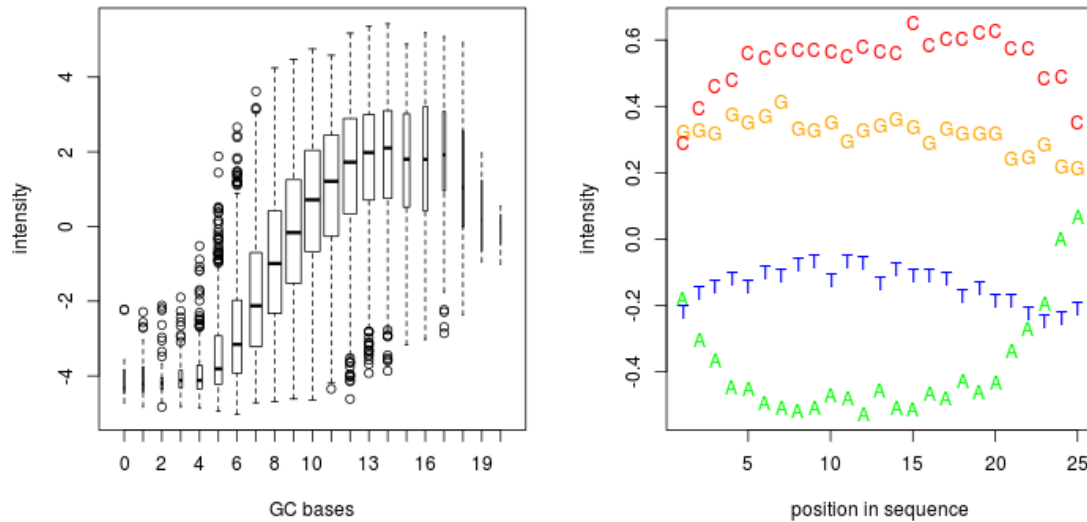 intensity
4
2
0
-2
-4
0 2 4 6 8 10 13 16 19
GC bases
intensity
0.6
0.4
0.2
0.0
-0.2
-0.4
C C C C C C C C C C C C C C C C C C C C C C C C C
G G G G G G G G G G G G G G G G G G G G G G G G G
T T T T T T T T T T T T T T T T T T T T T T T T T
A A A A A A A A A A A A A A A A A A A A A A A A A
5 10 15 20 25
position in sequence